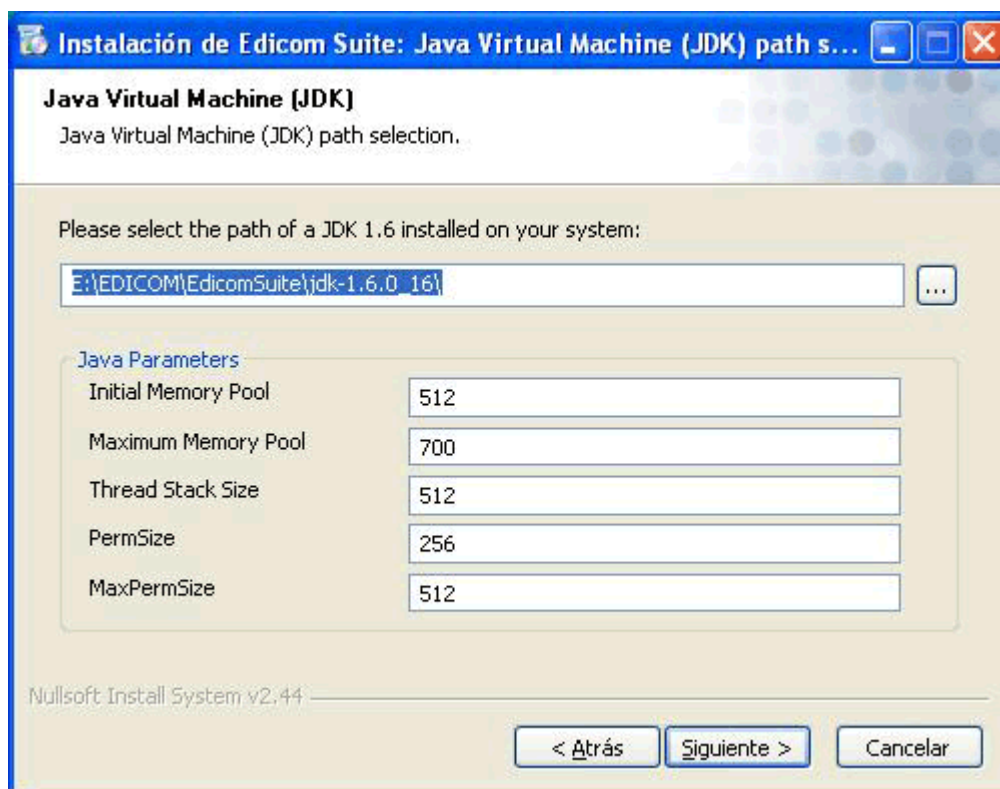 Instalación de Edicom Suite: Java Virtual Machine (JDK) path s...
Java Virtual Machine (JDK)
Java Virtual Machine (JDK) path selection.
Please select the path of a JDK 1.6 installed on your system:
E:\EDICOM\EdicomSuite\jdk-1.6.0_16\
...
Java Parameters
Initial Memory Pool 512
Maximum Memory Pool 700
Thread Stack Size 512
PermSize 256
MaxPermSize 512
Nullsoft Install System v2.44
< Atrás Siguiente > Cancelar